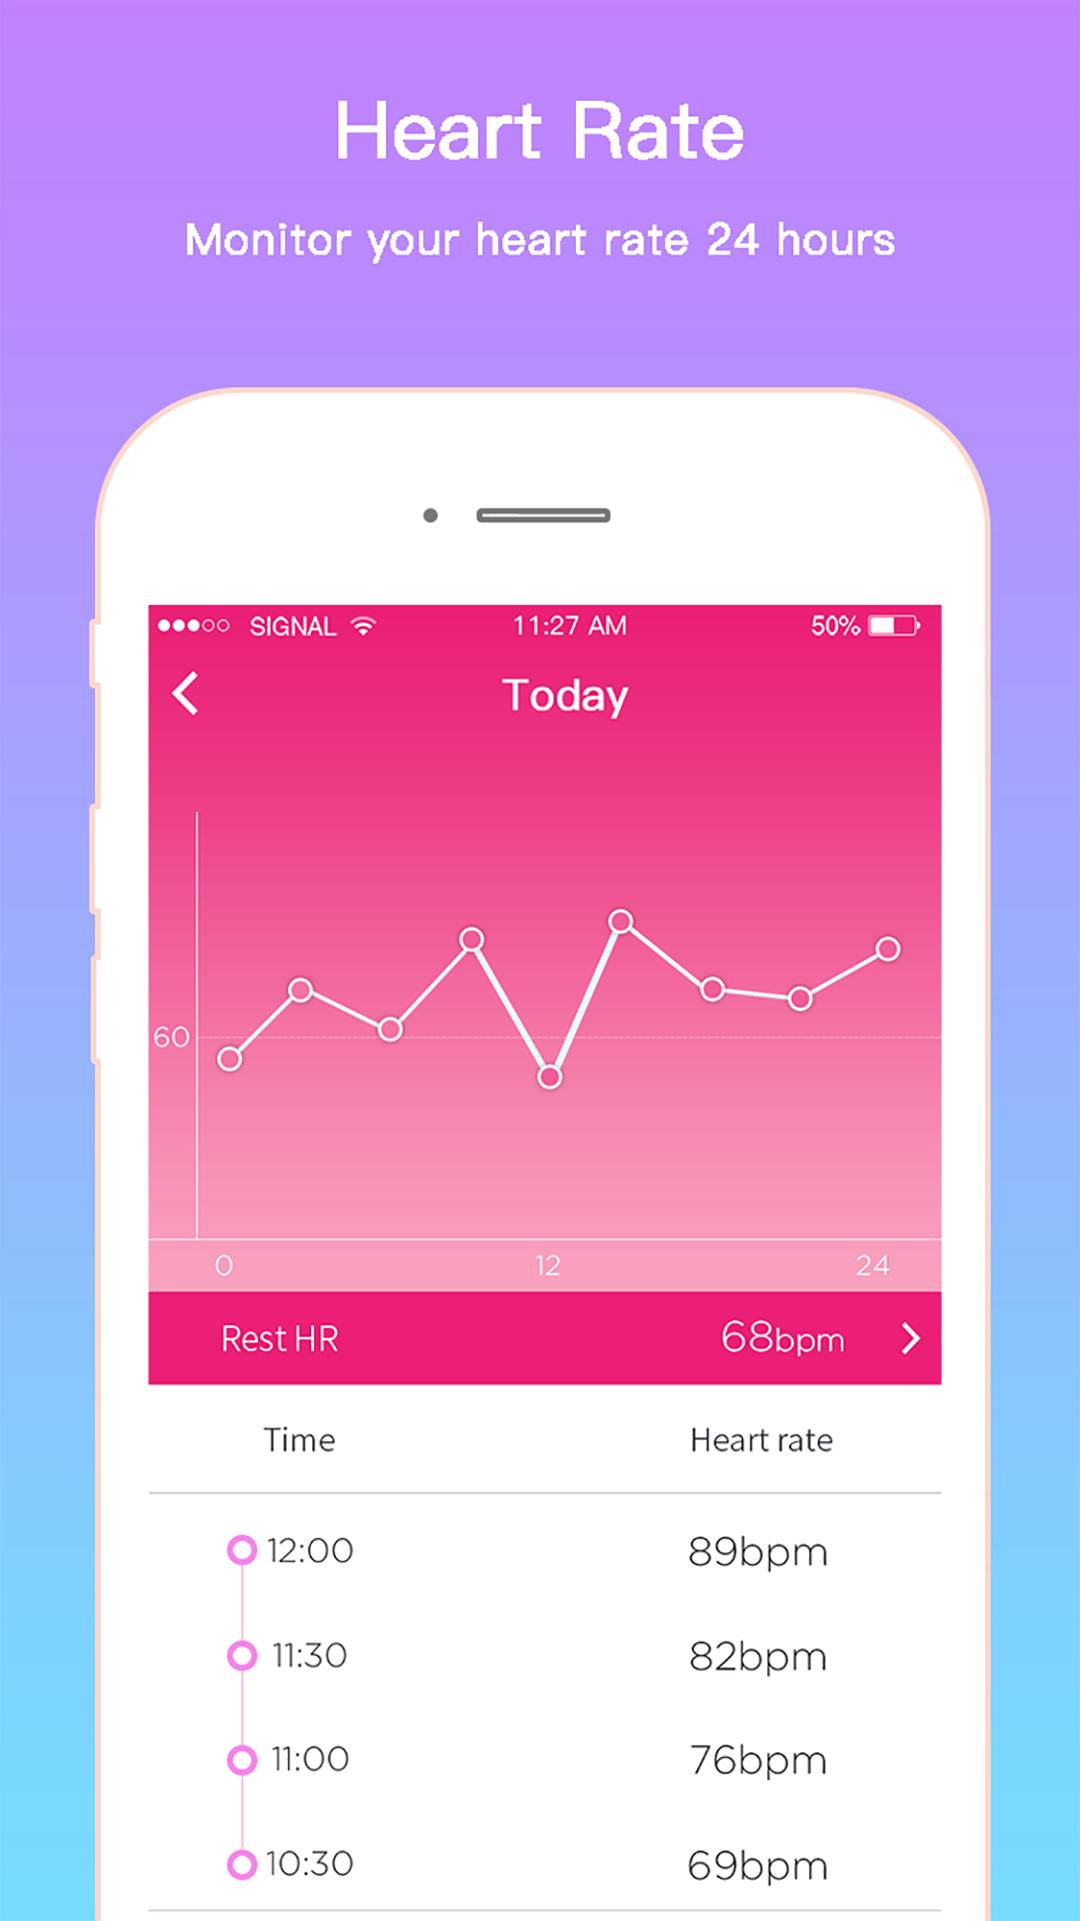 Heart Rate
Monitor your heart rate 24 hours
SIGNAL 11:27 AM 50%
Today
60
0 12 24
Rest HR 68bpm
Time Heart rate
12:00 89bpm
11:30 82bpm
11:00 76bpm
10:30 69bpm